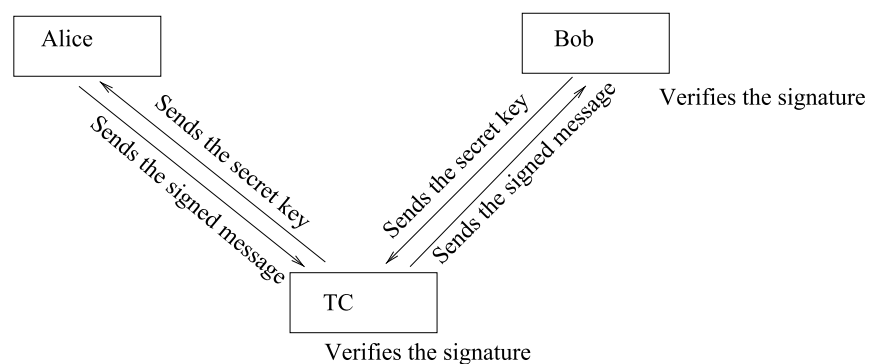 Alice
Bob
Verifies the signature
Sends the secret key
Sends the signed message
Sends the secret key
Sends the signed message
TC
Verifies the signature